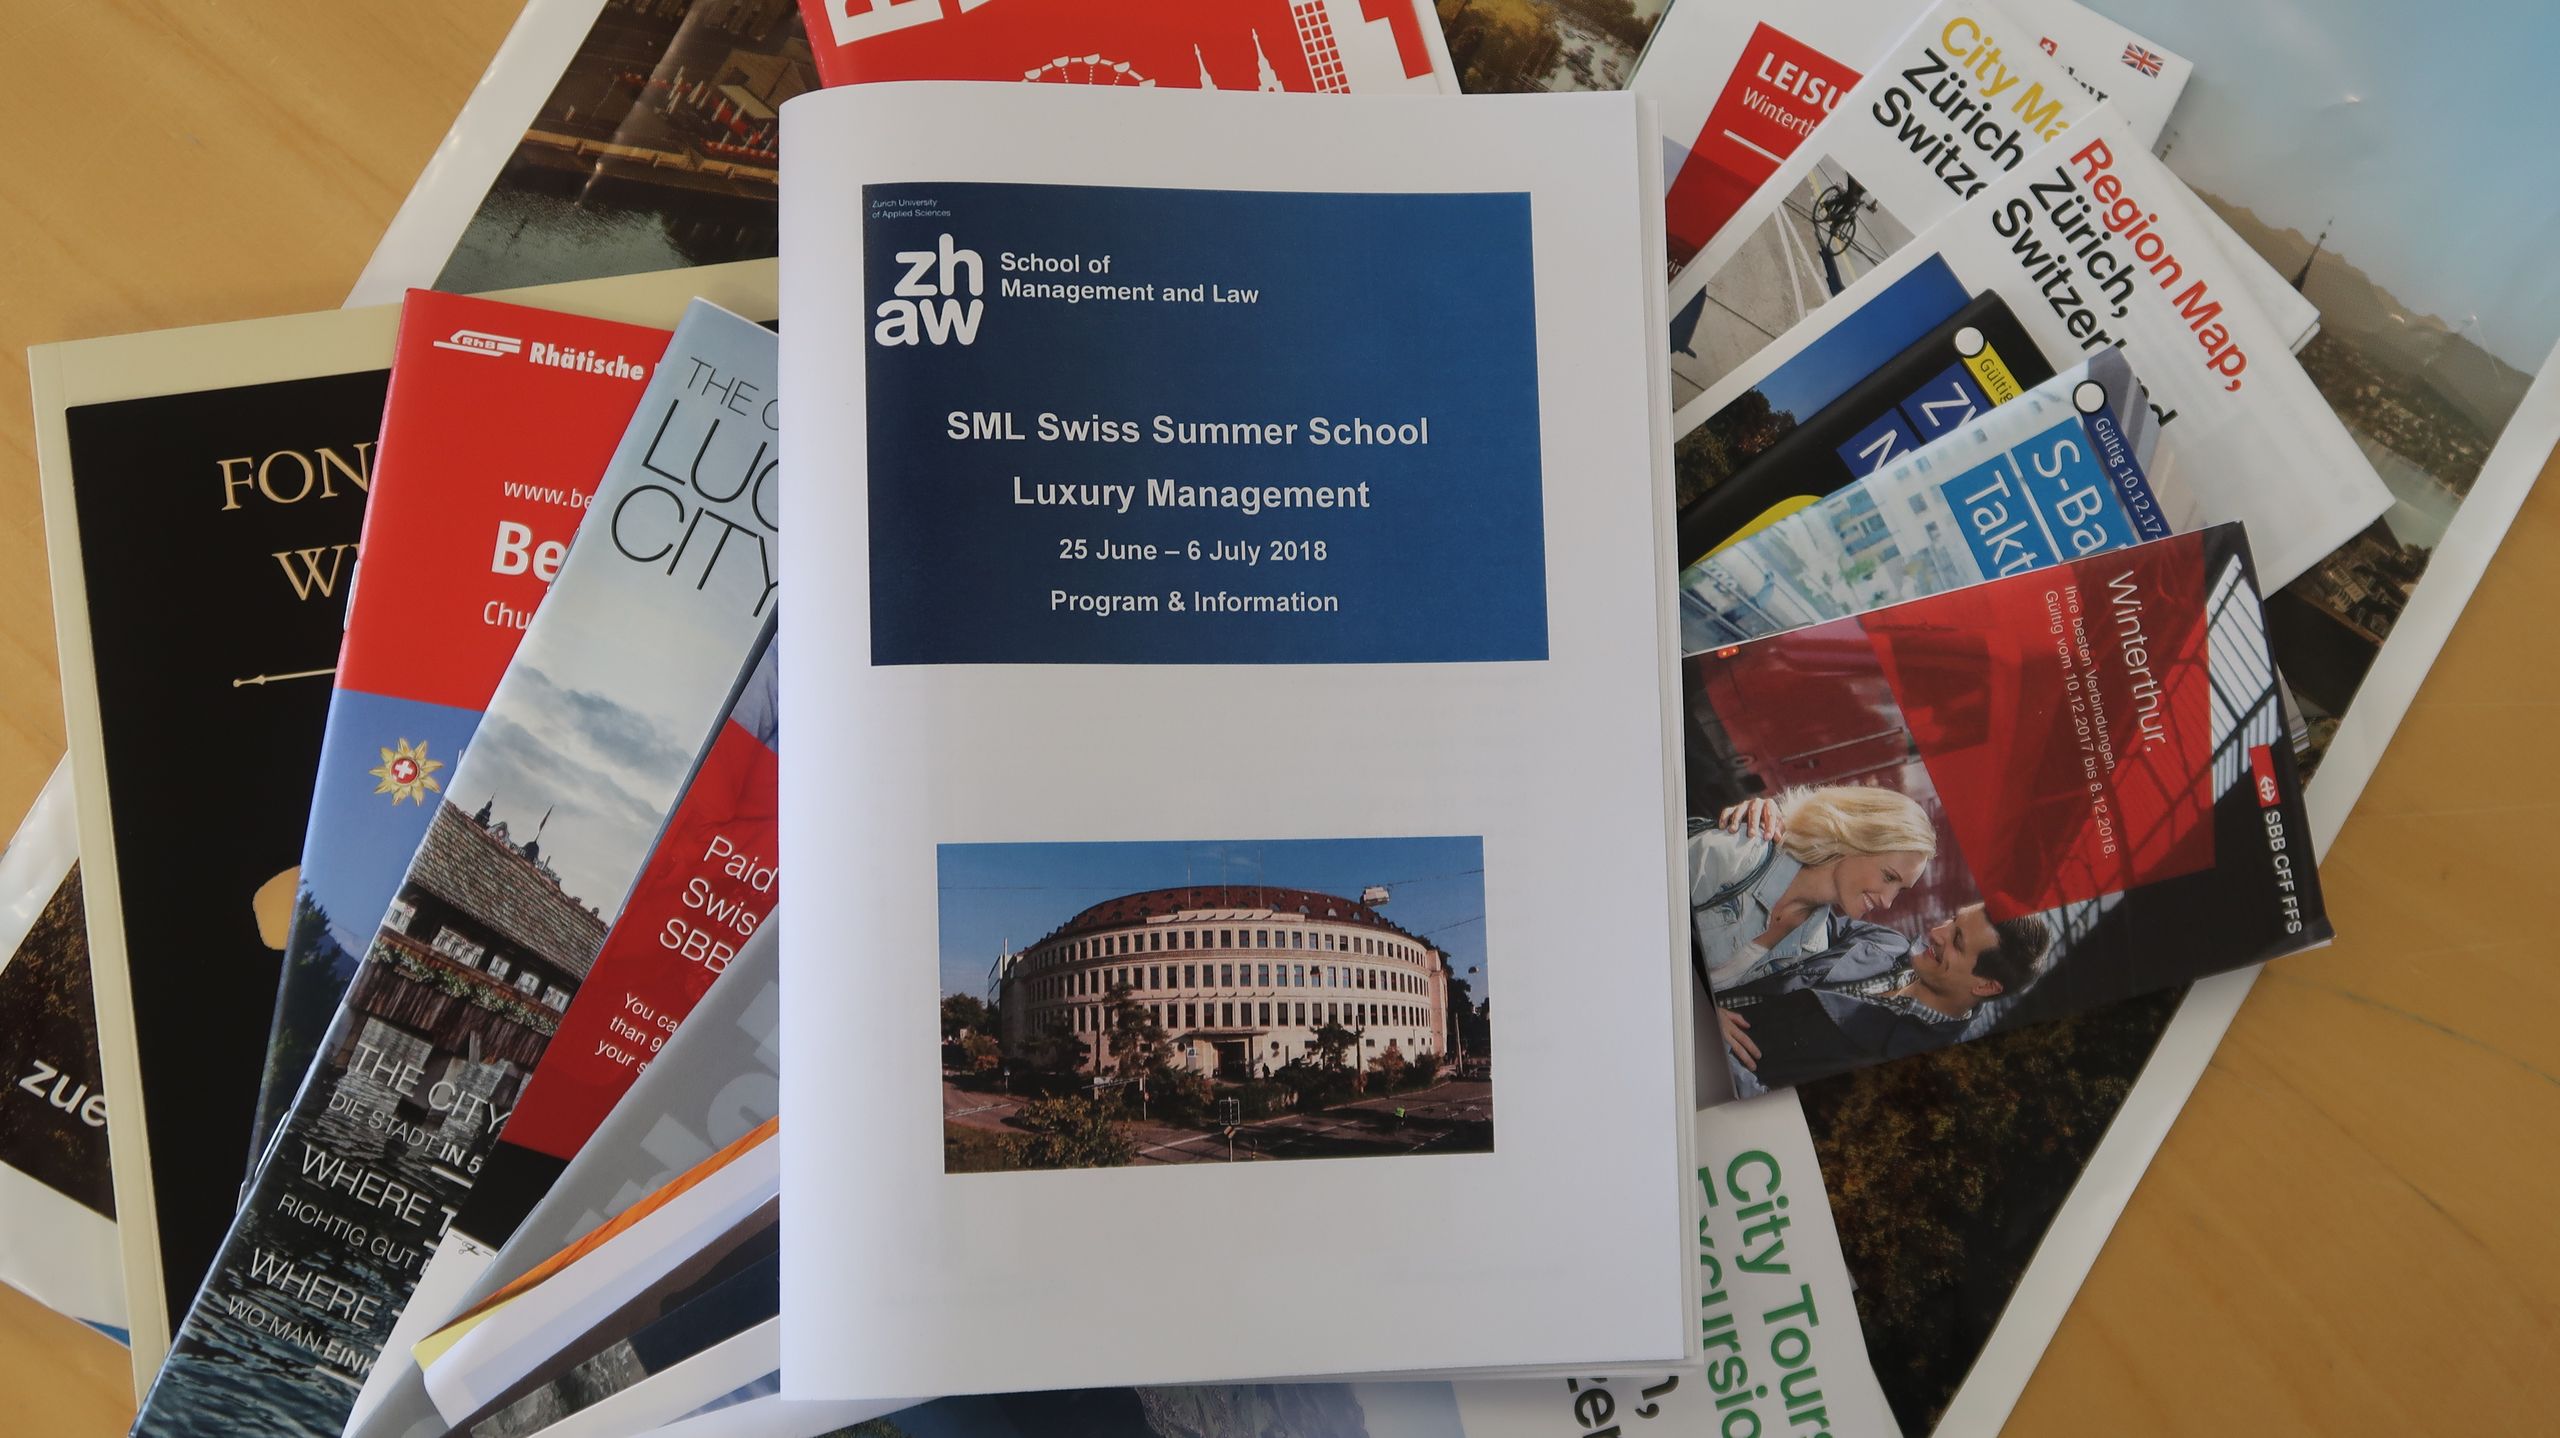 Zurich University
of Applied Sciences
zh
aw
School of
Management and Law
SML Swiss Summer School
Luxury Management
25 June – 6 July 2018
Program & Information
FON
W
RhB
Rhätische
www.be
Be
Chu
THE C
LUC
CITY
THE CITY
DIE STADT IN 5
WHERE T
RICHTIG GUT
WHERE
WO MAN EINK
zue
Paid
Swis
SBB
You ca
than 9
your s
LEISU
Winterth
City Ma
Zürich
Switze
Region Map,
Zürich,
Switzerland
Gültig
ZV
N
Gültig 10.12.17-
S-Ba
Takt
Winterthur.
Ihre besten Verbindungen.
Gültig vom 10.12.2017 bis 8.12.2018.
SBB CFF FFS
City Tours
Excursio